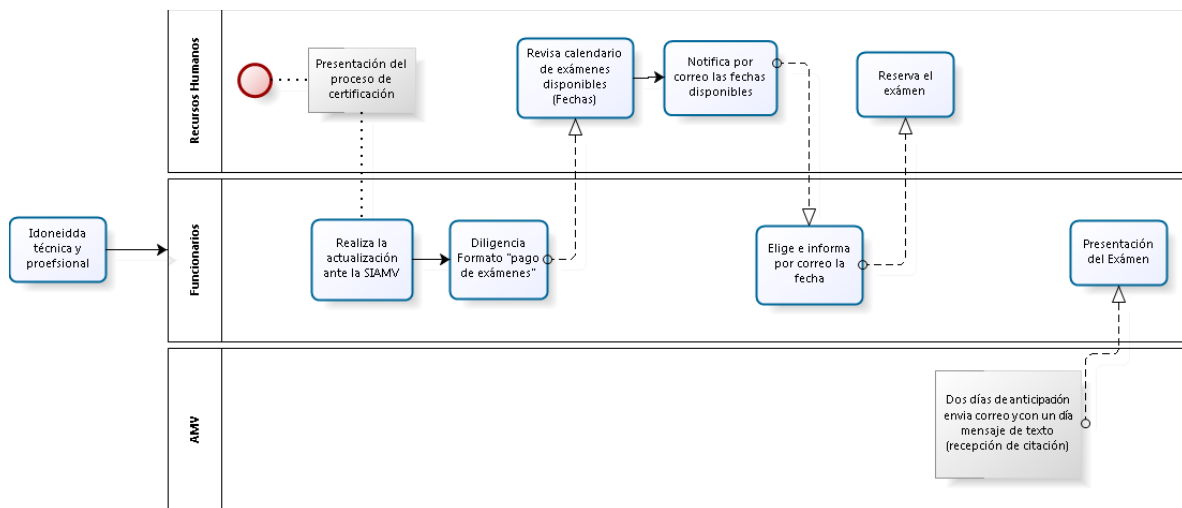 Recursos Humanos
Presentación del
proceso de
certificación
Revisa calendario
de exámenes
disponibles
(Fechas)
Notifica por
correo las fechas
disponibles
Reserva el
exámen
Idoneidda
técnica y
proefsional
Funcionarios
Realiza la
actualización
ante la SIAMV
Diligencia
Formato "pago
de exámenes"
Elige e informa
por correo la
fecha
Presentación
del Exámen
AMV
Dos días de anticipación
envia correo y con un día
mensaje de texto
(recepción de citación)